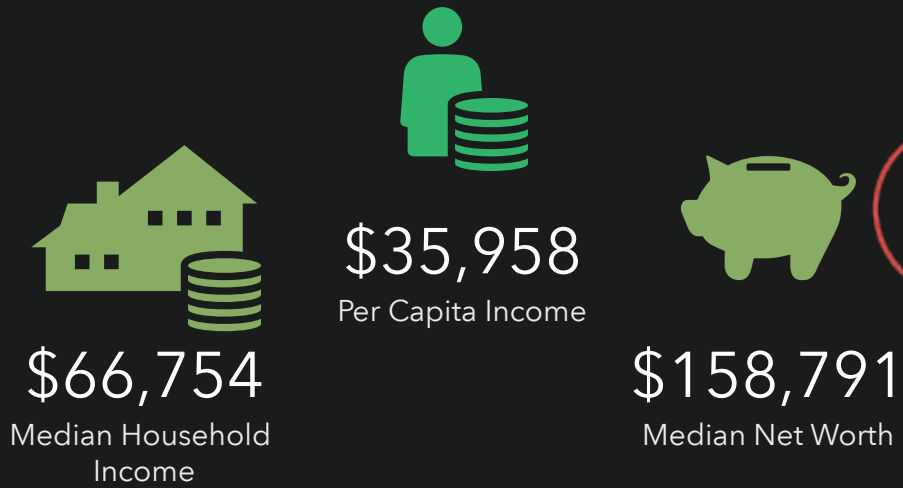 $66,754
Median Household
Income
$35,958
Per Capita Income
$158,791
Median Net Worth